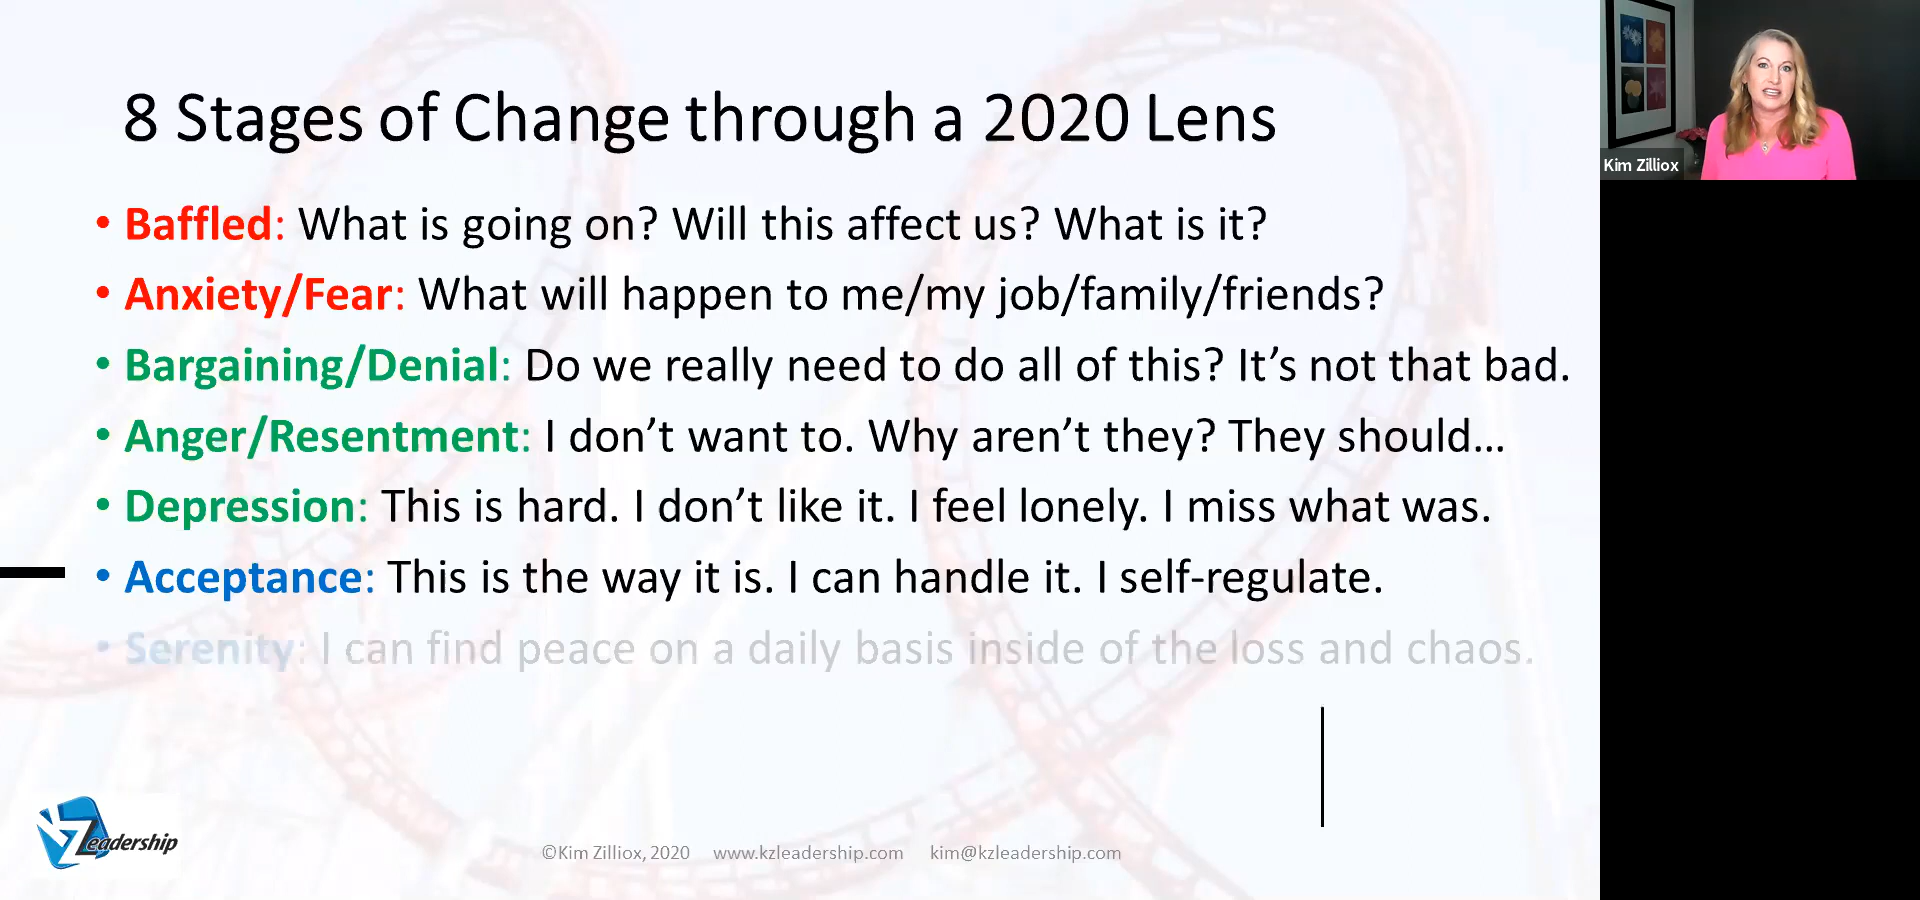 8 Stages of Change through a 2020 Lens
• Baffled: What is going on? Will this affect us? What is it?
• Anxiety/Fear: What will happen to me/my job/family/friends?
• Bargaining/Denial: Do we really need to do all of this? It’s not that bad.
• Anger/Resentment: I don’t want to. Why aren’t they? They should…
• Depression: This is hard. I don’t like it. I feel lonely. I miss what was.
• Acceptance: This is the way it is. I can handle it. I self-regulate.
• Serenity: I can find peace on a daily basis inside of the loss and chaos.
KZLeadership
©Kim Zilliox, 2020 www.kzleadership.com kim@kzleadership.com
Kim Zilliox